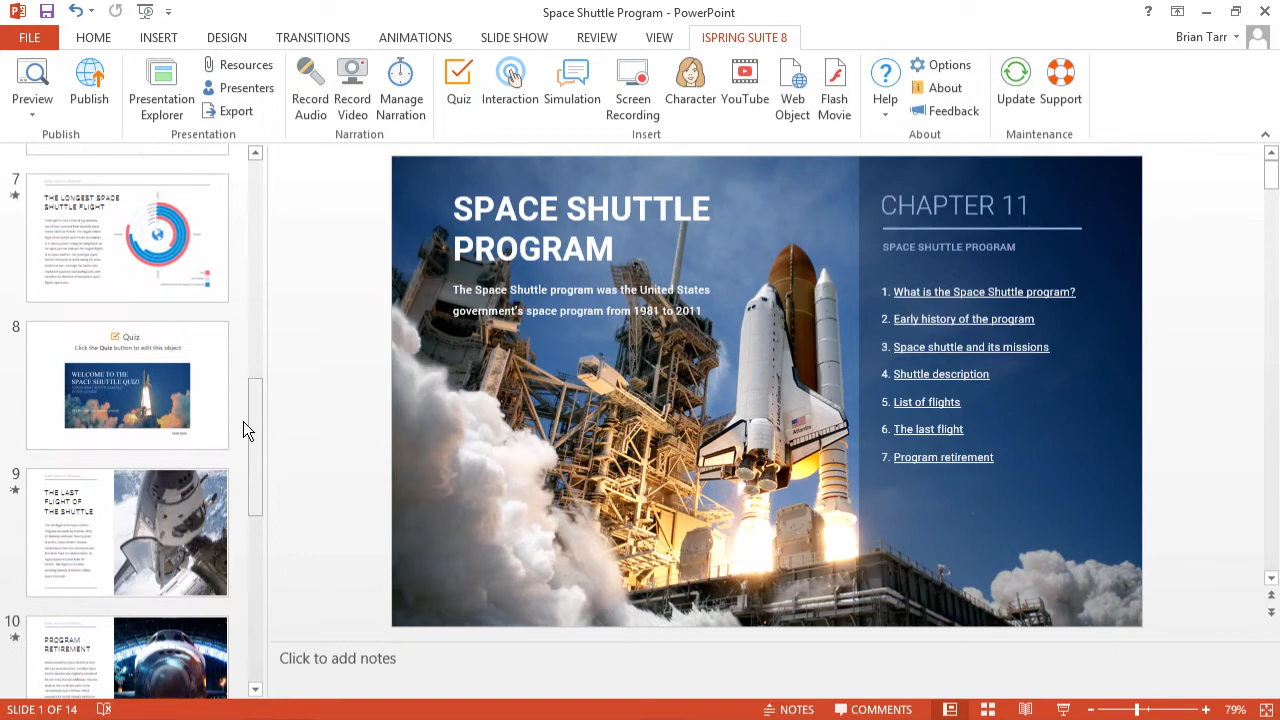 Space Shuttle Program - PowerPoint
?
FILE
HOME
INSERT
DESIGN
TRANSITIONS
ANIMATIONS
SLIDE SHOW
REVIEW
VIEW
ISPRING SUITE 8
Brian Tarr
Preview
Publish
Publish
Presentation Explorer
Resources
Presenters
Export
Presentation
Record Audio
Record Video
Manage Narration
Narration
Quiz
Interaction
Simulation
Screen Recording
Character
YouTube
Web Object
Flash Movie
Insert
Help
Options
About
Feedback
About
Update
Support
Maintenance
7
THE LONGEST SPACE
SHUTTLE FLIGHT
8
Quiz
Click the Quiz button to edit this object
WELCOME TO THE
SPACE SHUTTLE QUIZ!
9
THE LAST
FLIGHT OF
THE SHUTTLE
10
PROGRAM
RETIREMENT
SPACE SHUTTLE
PROGRAM
The Space Shuttle program was the United States
government's space program from 1981 to 2011
Atlantis
CHAPTER 11
SPACE SHUTTLE PROGRAM
1. What is the Space Shuttle program?
2. Early history of the program
3. Space shuttle and its missions
4. Shuttle description
5. List of flights
6. The last flight
7. Program retirement
Click to add notes
SLIDE 1 OF 14
NOTES
COMMENTS
79%